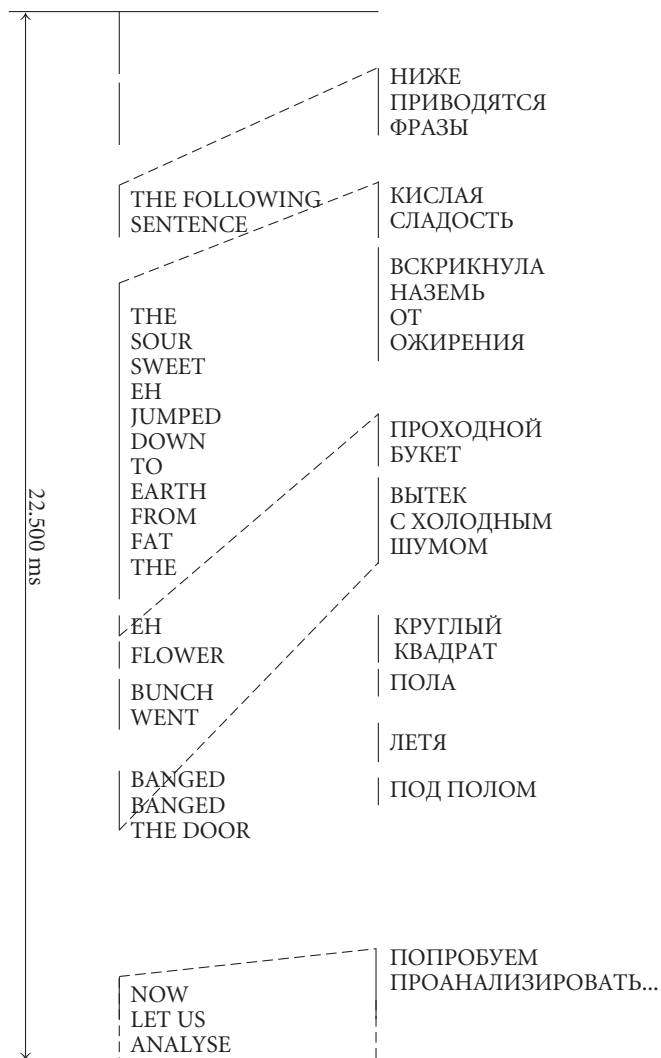 22.500 ms
THE FOLLOWING
SENTENCE
THE
SOUR
SWEET
EH
JUMPED
DOWN
TO
EARTH
FROM
FAT
THE
EH
FLOWER
BUNCH
WENT
BANGED
BANGED
THE DOOR
NOW
LET US
ANALYSE
НИЖЕ
ПРИВОДЯТСЯ
ФРАЗЫ
КИСЛАЯ
СЛАДОСТЬ
ВСКРИКНУЛА
НАЗЕМЬ
ОТ
ОЖИРЕНИЯ
ПРОХОДНОЙ
БУКЕТ
ВЫТЕК
С ХОЛОДНЫМ
ШУМОМ
КРУГЛЫЙ
КВАДРАТ
ПОЛА
ЛЕТЯ
ПОД ПОЛОМ
ПОПРОБУЕМ
ПРОАНАЛИЗИРОВАТЬ...